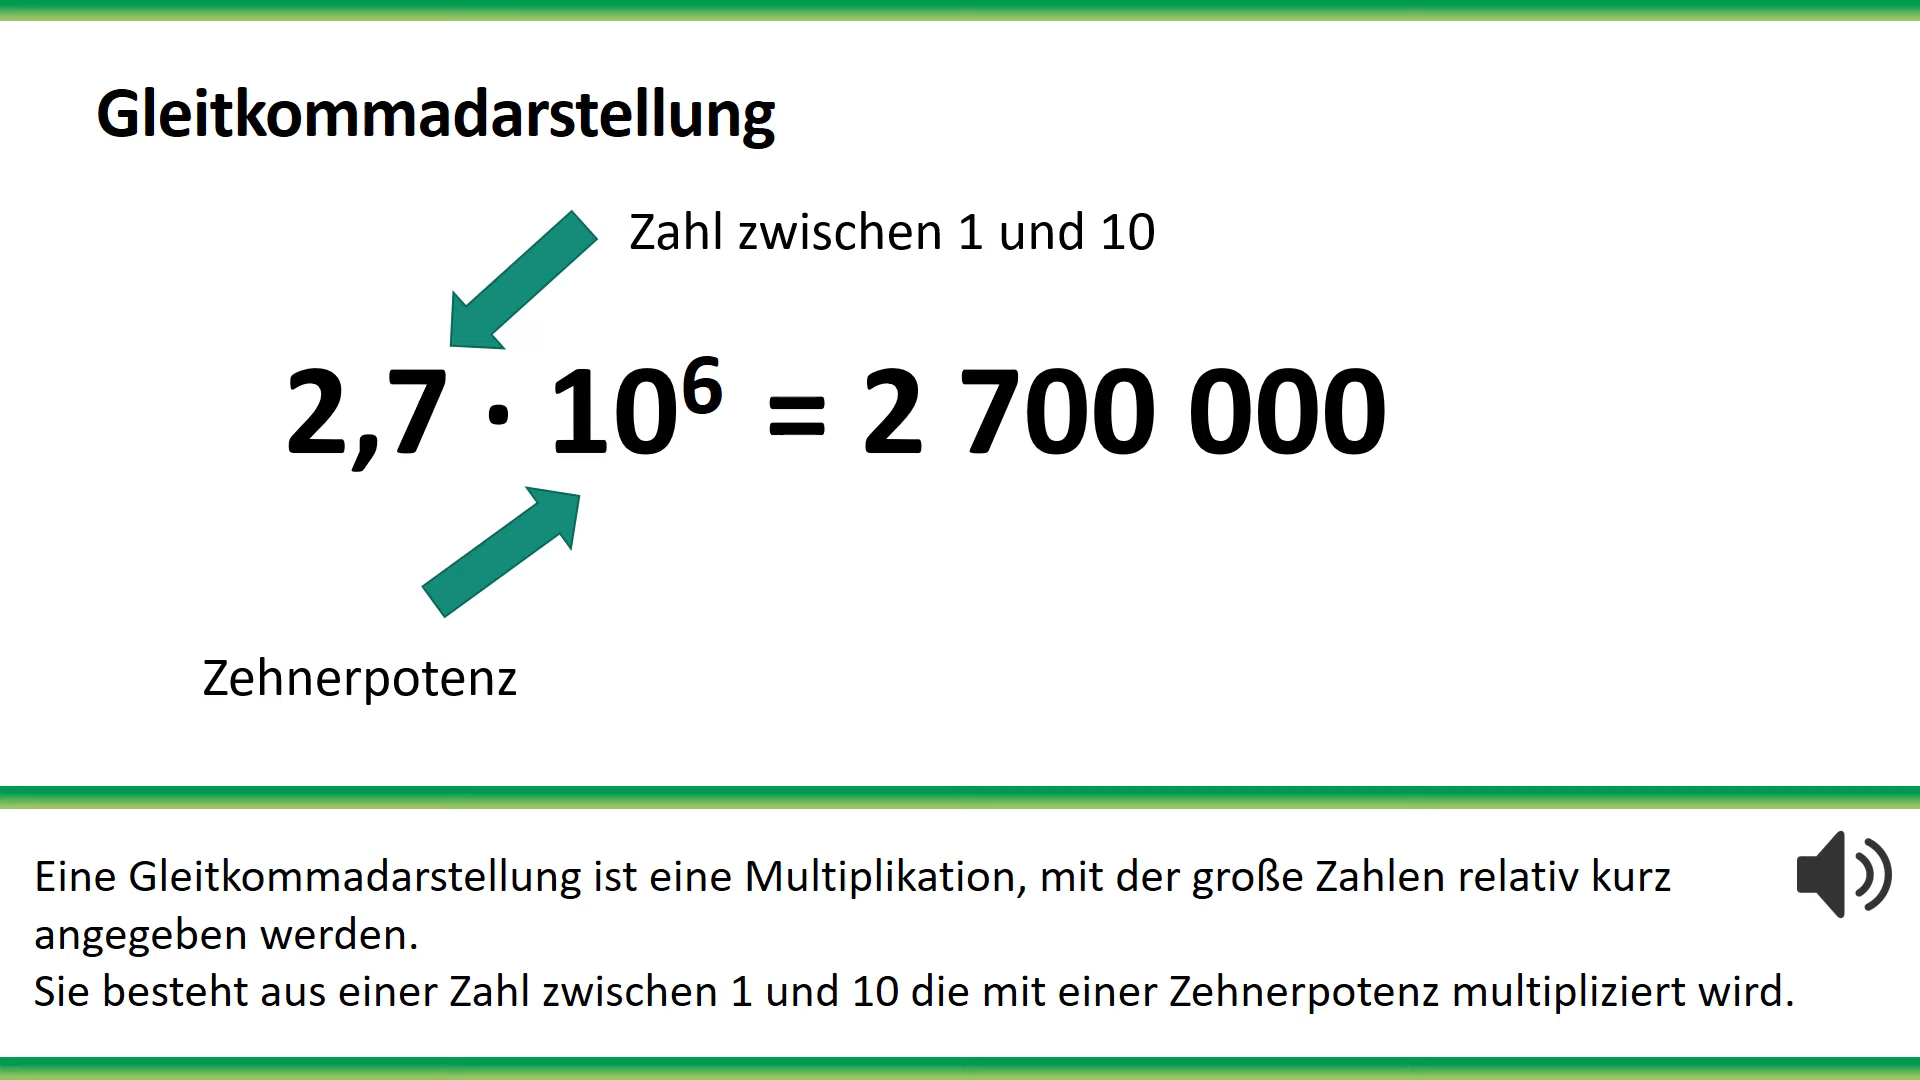 Gleitkommadarstellung
Zahl zwischen 1 und 10
2,7 · 10⁶ = 2 700 000
Zehnerpotenz
Eine Gleitkommadarstellung ist eine Multiplikation, mit der große Zahlen relativ kurz
angegeben werden.
Sie besteht aus einer Zahl zwischen 1 und 10 die mit einer Zehnerpotenz multipliziert wird.